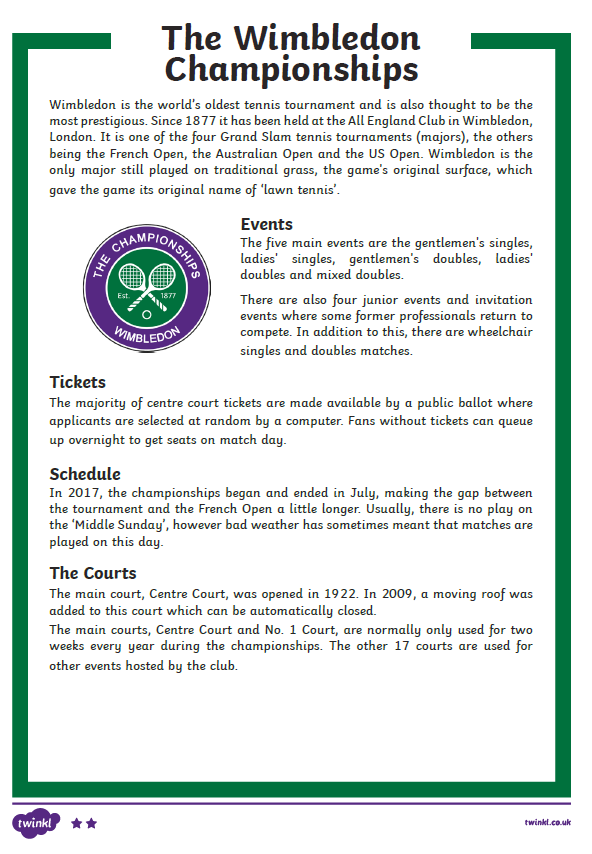 The Wimbledon
Championships
Wimbledon is the world's oldest tennis tournament and is also thought to be the
most prestigious. Since 1877 it has been held at the All England Club in Wimbledon,
London. It is one of the four Grand Slam tennis tournaments (majors), the others
being the French Open, the Australian Open and the US Open. Wimbledon is the
only major still played on traditional grass, the game's original surface, which
gave the game its original name of 'lawn tennis'.
THE CHAMPIONSHIPS
Est. 1877
WIMBLEDON
Events
The five main events are the gentlemen's singles,
ladies' singles, gentlemen's doubles, ladies'
doubles and mixed doubles.
There are also four junior events and invitation
events where some former professionals return to
compete. In addition to this, there are wheelchair
singles and doubles matches.
Tickets
The majority of centre court tickets are made available by a public ballot where
applicants are selected at random by a computer. Fans without tickets can queue
up overnight to get seats on match day.
Schedule
In 2017, the championships began and ended in July, making the gap between
the tournament and the French Open a little longer. Usually, there is no play on
the 'Middle Sunday', however bad weather has sometimes meant that matches are
played on this day.
The Courts
The main court, Centre Court, was opened in 1922. In 2009, a moving roof was
added to this court which can be automatically closed.
The main courts, Centre Court and No. 1 Court, are normally only used for two
weeks every year during the championships. The other 17 courts are used for
other events hosted by the club.
twinkl
twinkl.co.uk